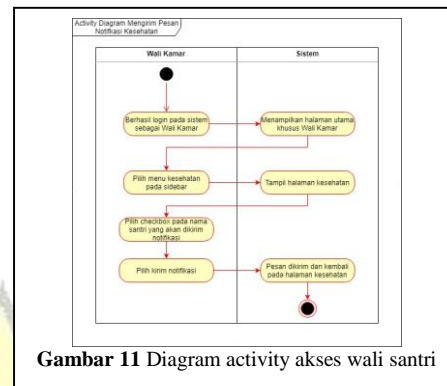 Activity Diagram Mengirim Pesan
Notifikasi Kesehatan
Wali Kamar
Sistem
Berhasil login pada sistem
sebagai Wali Kamar
Menampilkan halaman utama
khusus Wali Kamar
Pilih menu kesehatan
pada sidebar
Tampil halaman kesehatan
Pilih checkbox pada nama
santri yang akan dikirim
notifikasi
Pilih kirim notifikasi
Pesan dikirim dan kembali
pada halaman kesehatan
Gambar 11 Diagram activity akses wali santri